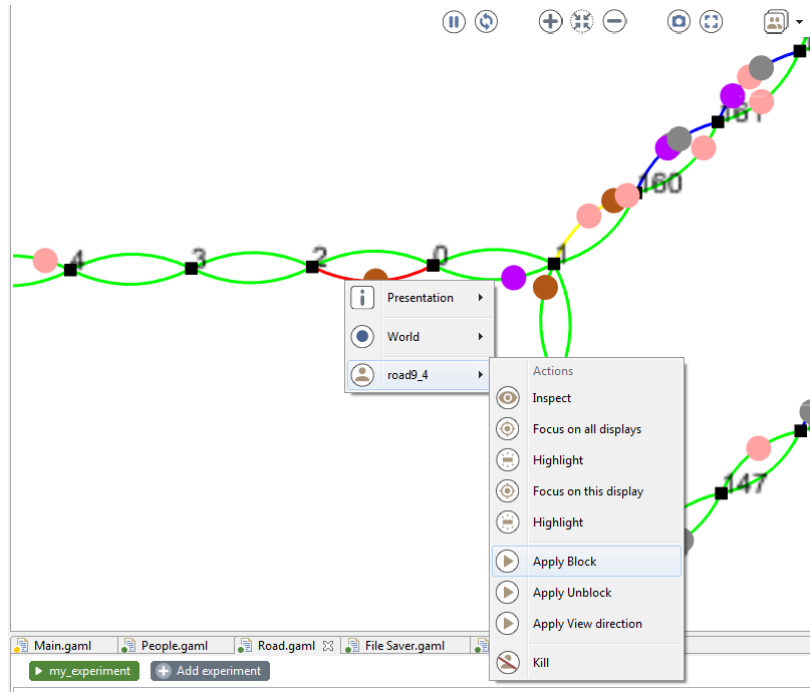 161
160
4
3
2
0
1
Presentation
World
road9_4
Actions
Inspect
Focus on all displays
Highlight
Focus on this display
Highlight
147
Apply Block
Apply Unblock
Apply View direction
Kill
Main.gaml
People.gaml
Road.gaml
File Saver.gaml
my_experiment
Add experiment